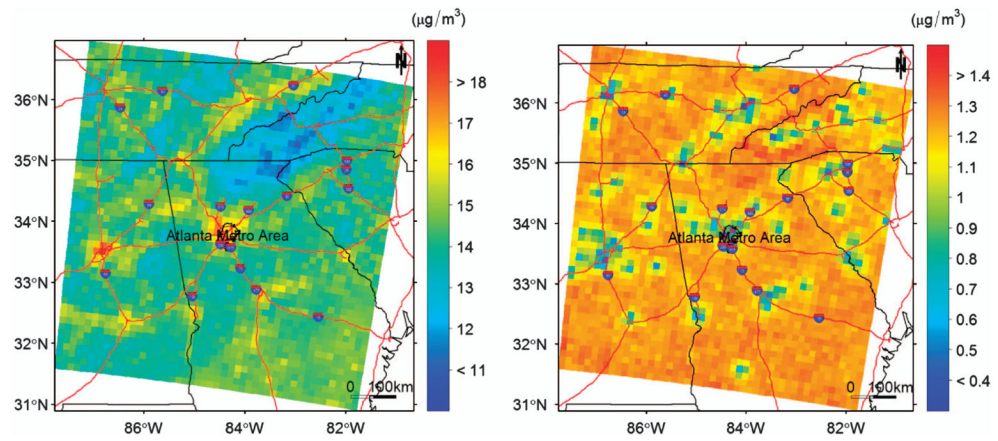 (μg/m³)
N
36°N
35°N
34°N
33°N
32°N
31°N
86°W
84°W
82°W
Atlanta Metro Area
0 100km
> 18
17
16
15
14
13
12
< 11
(μg/m³)
N
36°N
35°N
34°N
33°N
32°N
31°N
86°W
84°W
82°W
Atlanta Metro Area
0 100km
> 1.4
1.3
1.2
1.1
1
0.9
0.8
0.7
0.6
0.5
< 0.4